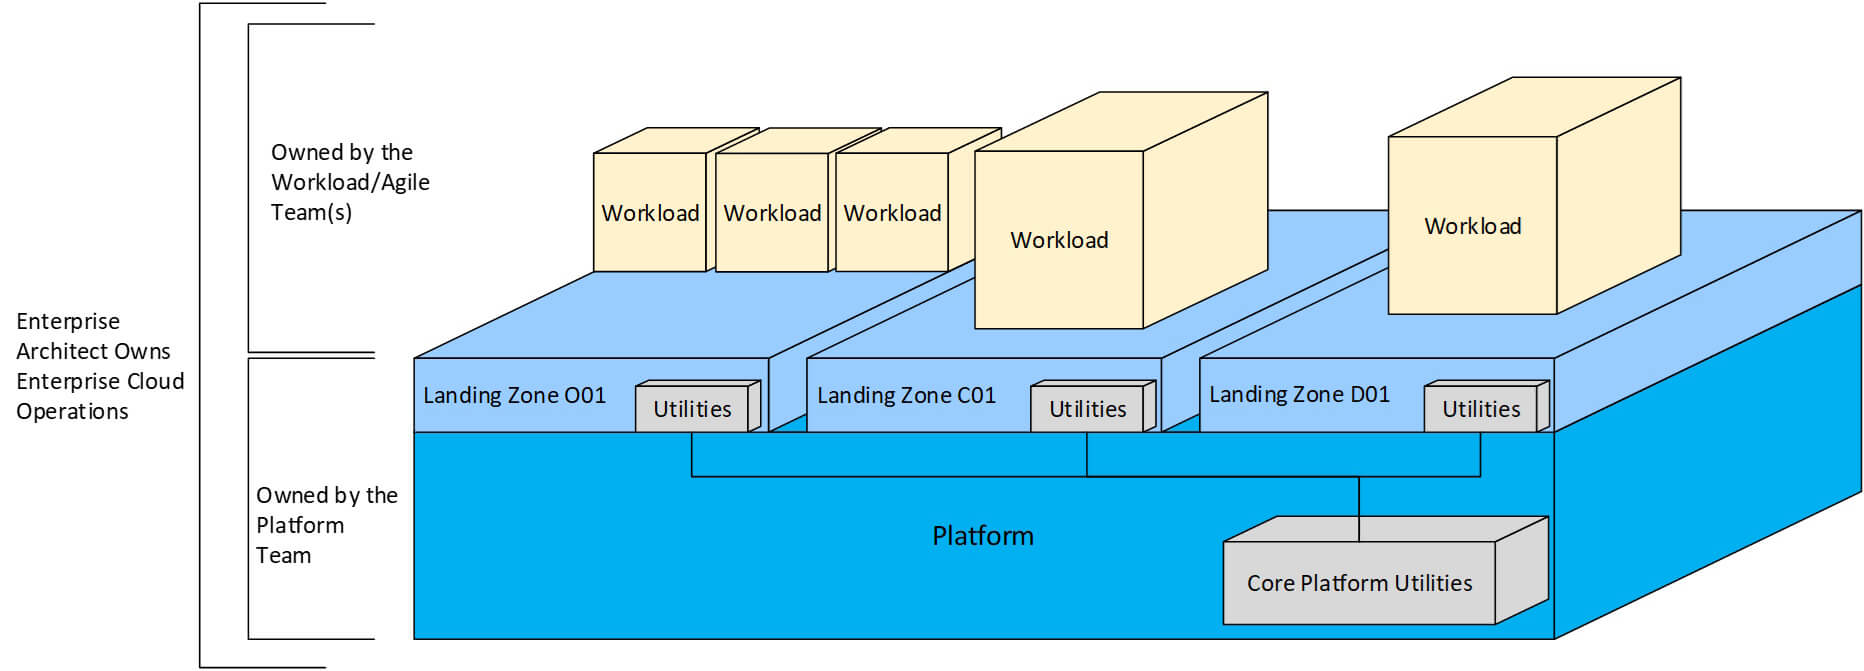 Owned by the
Workload/Agile
Team(s)
Enterprise
Architect Owns
Enterprise Cloud
Operations
Owned by the
Platform
Team
Workload
Workload
Workload
Workload
Workload
Landing Zone O01
Utilities
Landing Zone C01
Utilities
Landing Zone D01
Utilities
Platform
Core Platform Utilities